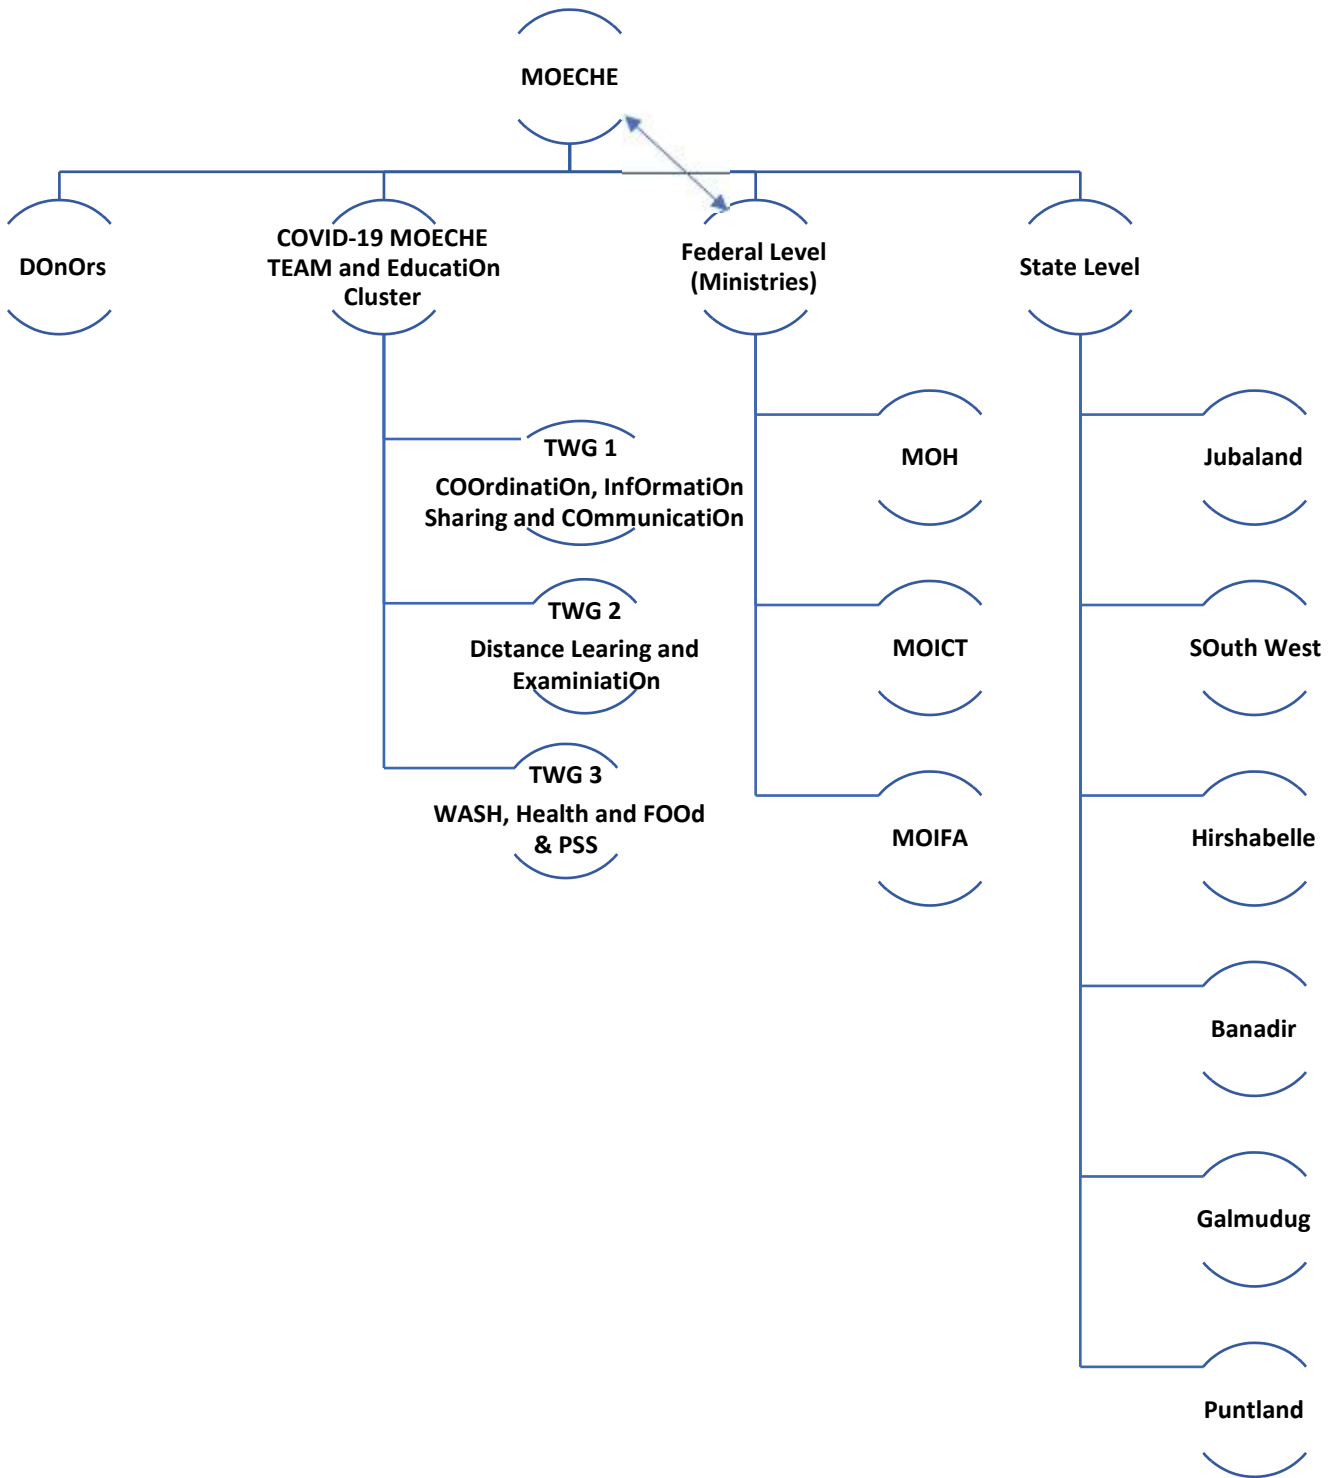 MOECHE
DOnOrs
COVID-19 MOECHE
TEAM and EducatiOn
Cluster
Federal Level
(Ministries)
State Level
TWG 1
COOrdinatiOn, InfOrmatiOn
Sharing and COmmunicatiOn
TWG 2
Distance Learing and
ExaminiatiOn
TWG 3
WASH, Health and FOOd
& PSS
MOH
MOICT
MOIFA
Jubaland
SOuth West
Hirshabelle
Banadir
Galmudug
Puntland